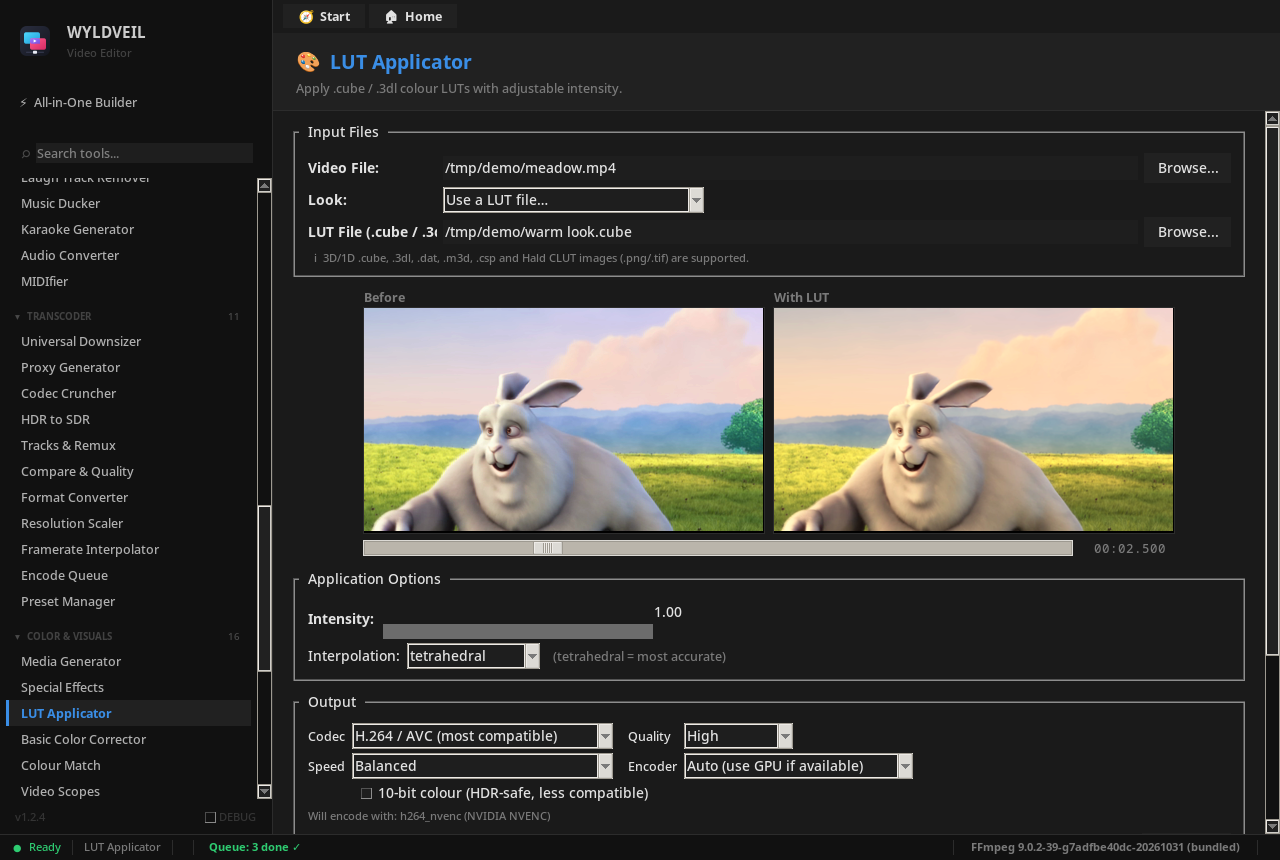 WYLDVEIL
Video Editor
⚡ All-in-One Builder
Search tools...
Laugh Track Remover
Music Ducker
Karaoke Generator
Audio Converter
MIDIfier
TRANSCODER 11
Universal Downsizer
Proxy Generator
Codec Cruncher
HDR to SDR
Tracks & Remux
Compare & Quality
Format Converter
Resolution Scaler
Framerate Interpolator
Encode Queue
Preset Manager
COLOR & VISUALS 16
Media Generator
Special Effects
LUT Applicator
Basic Color Corrector
Colour Match
Video Scopes
v1.2.4 DEBUG
Start Home
LUT Applicator
Apply .cube / .3dl colour LUTs with adjustable intensity.
Input Files
Video File: /tmp/demo/meadow.mp4 Browse...
Look: Use a LUT file...
LUT File (.cube / .3d /tmp/demo/warm look.cube Browse...
i 3D/1D .cube, .3dl, .dat, .m3d, .csp and Hald CLUT images (.png/.tif) are supported.
Before With LUT
00:02.500
Application Options
Intensity: 1.00
Interpolation: tetrahedral (tetrahedral = most accurate)
Output
Codec H.264 / AVC (most compatible) Quality High
Speed Balanced Encoder Auto (use GPU if available)
10-bit colour (HDR-safe, less compatible)
Will encode with: h264_nvenc (NVIDIA NVENC)
Ready LUT Applicator Queue: 3 done ✓ FFmpeg 9.0.2-39-g7adfbe40dc-20261031 (bundled)